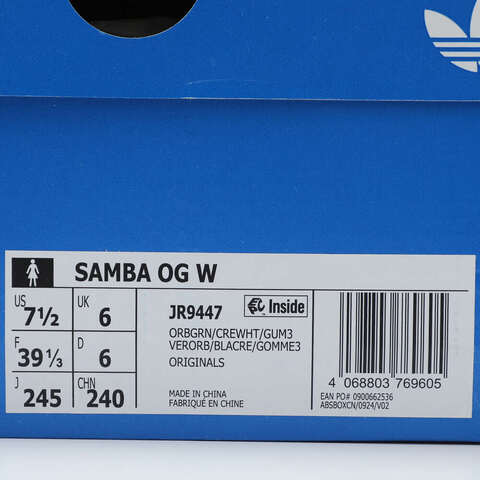 SAMBA OG W
US 7½ UK 6
F 39⅓ D 6
J 245 CHN 240
JR9447 Inside
ORBGRN/CREWHT/GUM3
VERORB/BLACRE/GOMME3
ORIGINALS
MADE IN CHINA
FABRIQUÉ EN CHINE
4 068803 769605
EAN PO# 0900662536
ABSBOXCN/0924/V02